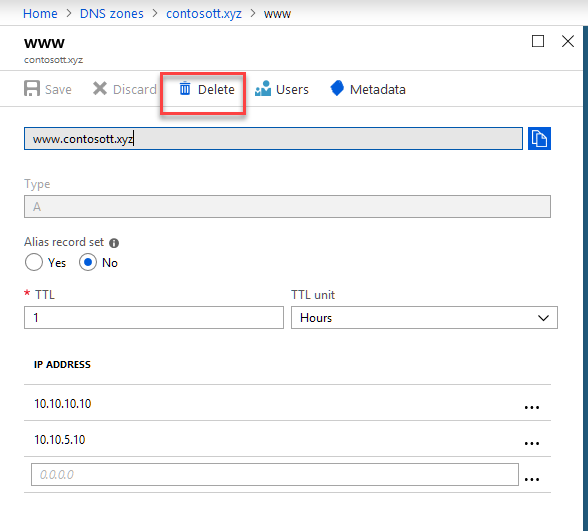 Home > DNS zones > contosott.xyz > www
www
contosott.xyz
Save Discard Delete Users Metadata
www.contosott.xyz
Type
A
Alias record set
Yes No
* TTL TTL unit
1 Hours
IP ADDRESS
10.10.10.10 ...
10.10.5.10 ...
0.0.0.0 ...